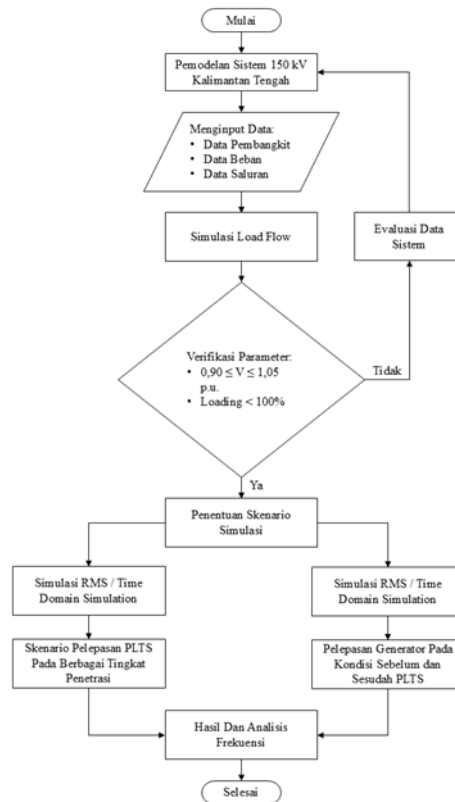 Mulai
Pemodelan Sistem 150 kV
Kalimantan Tengah
Menginput Data:
• Data Pembangkit
• Data Beban
• Data Saluran
Simulasi Load Flow
Evaluasi Data
Sistem
Verifikasi Parameter:
• 0,90 ≤ V ≤ 1,05
p.u.
• Loading < 100%
Tidak
Ya
Penentuan Skenario
Simulasi
Simulasi RMS / Time
Domain Simulation
Simulasi RMS / Time
Domain Simulation
Skenario Pelepasan PLTS
Pada Berbagai Tingkat
Penetrasi
Pelepasan Generator Pada
Kondisi Sebelum dan
Sesudah PLTS
Hasil Dan Analisis
Frekuensi
Selesai